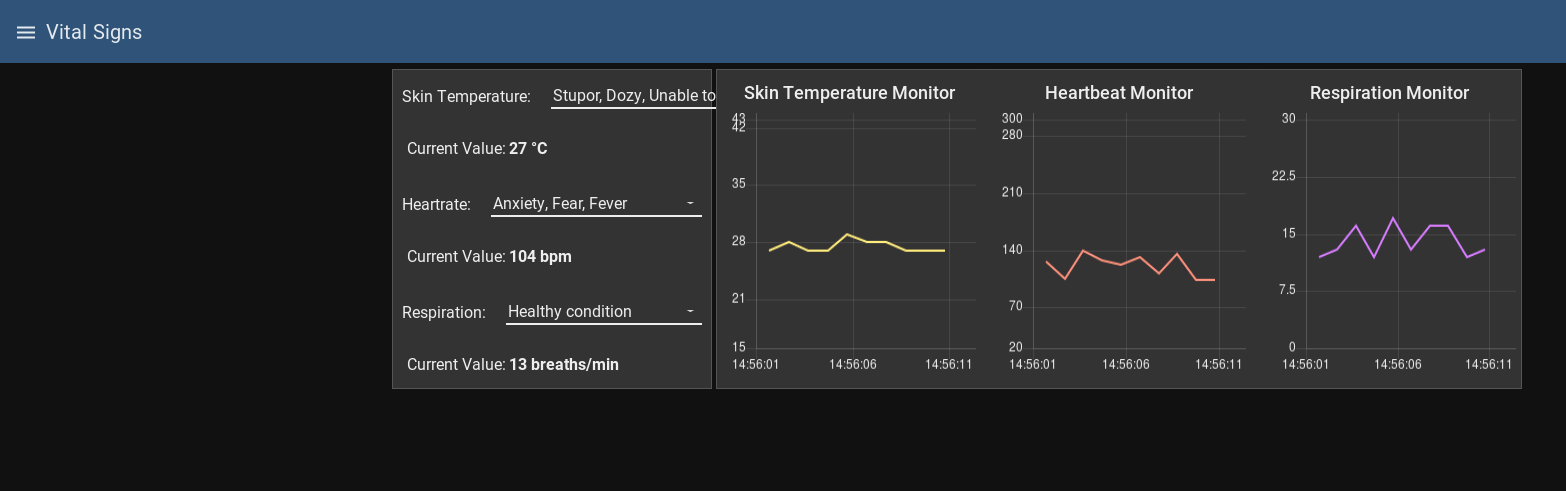 Vital Signs
Skin Temperature: Stupor, Dozy, Unable to
Current Value: 27 °C
Heartrate: Anxiety, Fear, Fever
Current Value: 104 bpm
Respiration: Healthy condition
Current Value: 13 breaths/min
Skin Temperature Monitor
43
42
35
28
21
15
14:56:01 14:56:06 14:56:11
Heartbeat Monitor
300
280
210
140
70
20
14:56:01 14:56:06 14:56:11
Respiration Monitor
30
22.5
15
7.5
0
14:56:01 14:56:06 14:56:11